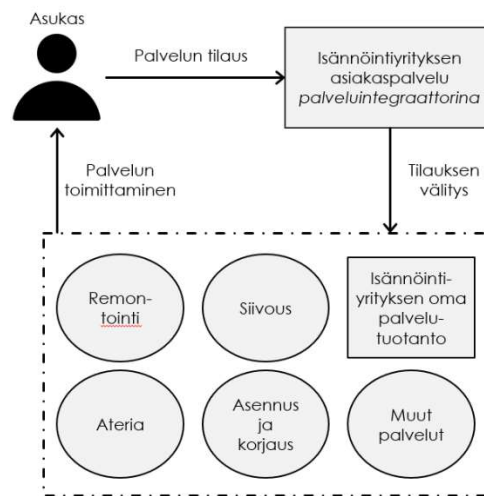 Asukas
Palvelun tilaus
Isännöintiyrityksen
asiakaspalvelu
palveluintegraattorina
Palvelun
toimittaminen
Tilauksen
välitys
Remon-
tointi
Siivous
Isännöinti-
yrityksen oma
palvelu-
tuotanto
Ateria
Asennus
ja
korjaus
Muut
palvelut